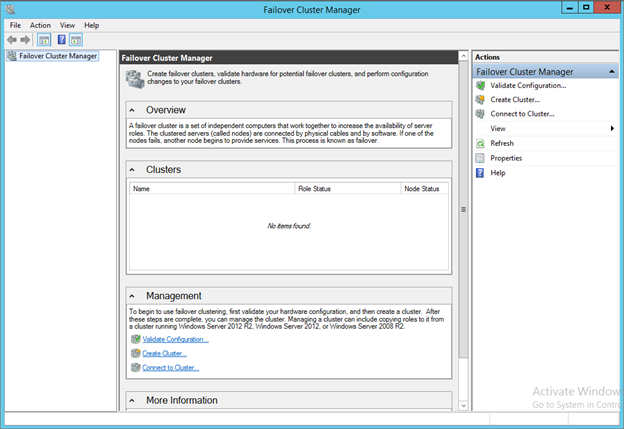 Failover Cluster Manager
File Action View Help
Failover Cluster Manager
Failover Cluster Manager
Create failover clusters, validate hardware for potential failover clusters, and perform configuration
changes to your failover clusters.
Overview
A failover cluster is a set of independent computers that work together to increase the availability of server
roles. The clustered servers (called nodes) are connected by physical cables and by software. If one of the
nodes fails, another node begins to provide services. This process is known as failover.
Clusters
Name Role Status Node Status
No items found.
Management
To begin to use failover clustering, first validate your hardware configuration, and then create a cluster. After
these steps are complete, you can manage the cluster. Managing a cluster can include copying roles to it from
a cluster running Windows Server 2012 R2, Windows Server 2012, or Windows Server 2008 R2.
Validate Configuration...
Create Cluster...
Connect to Cluster...
More Information
Actions
Failover Cluster Manager
Validate Configuration...
Create Cluster...
Connect to Cluster...
View
Refresh
Properties
Help
Activate Window
Go to System in Contr